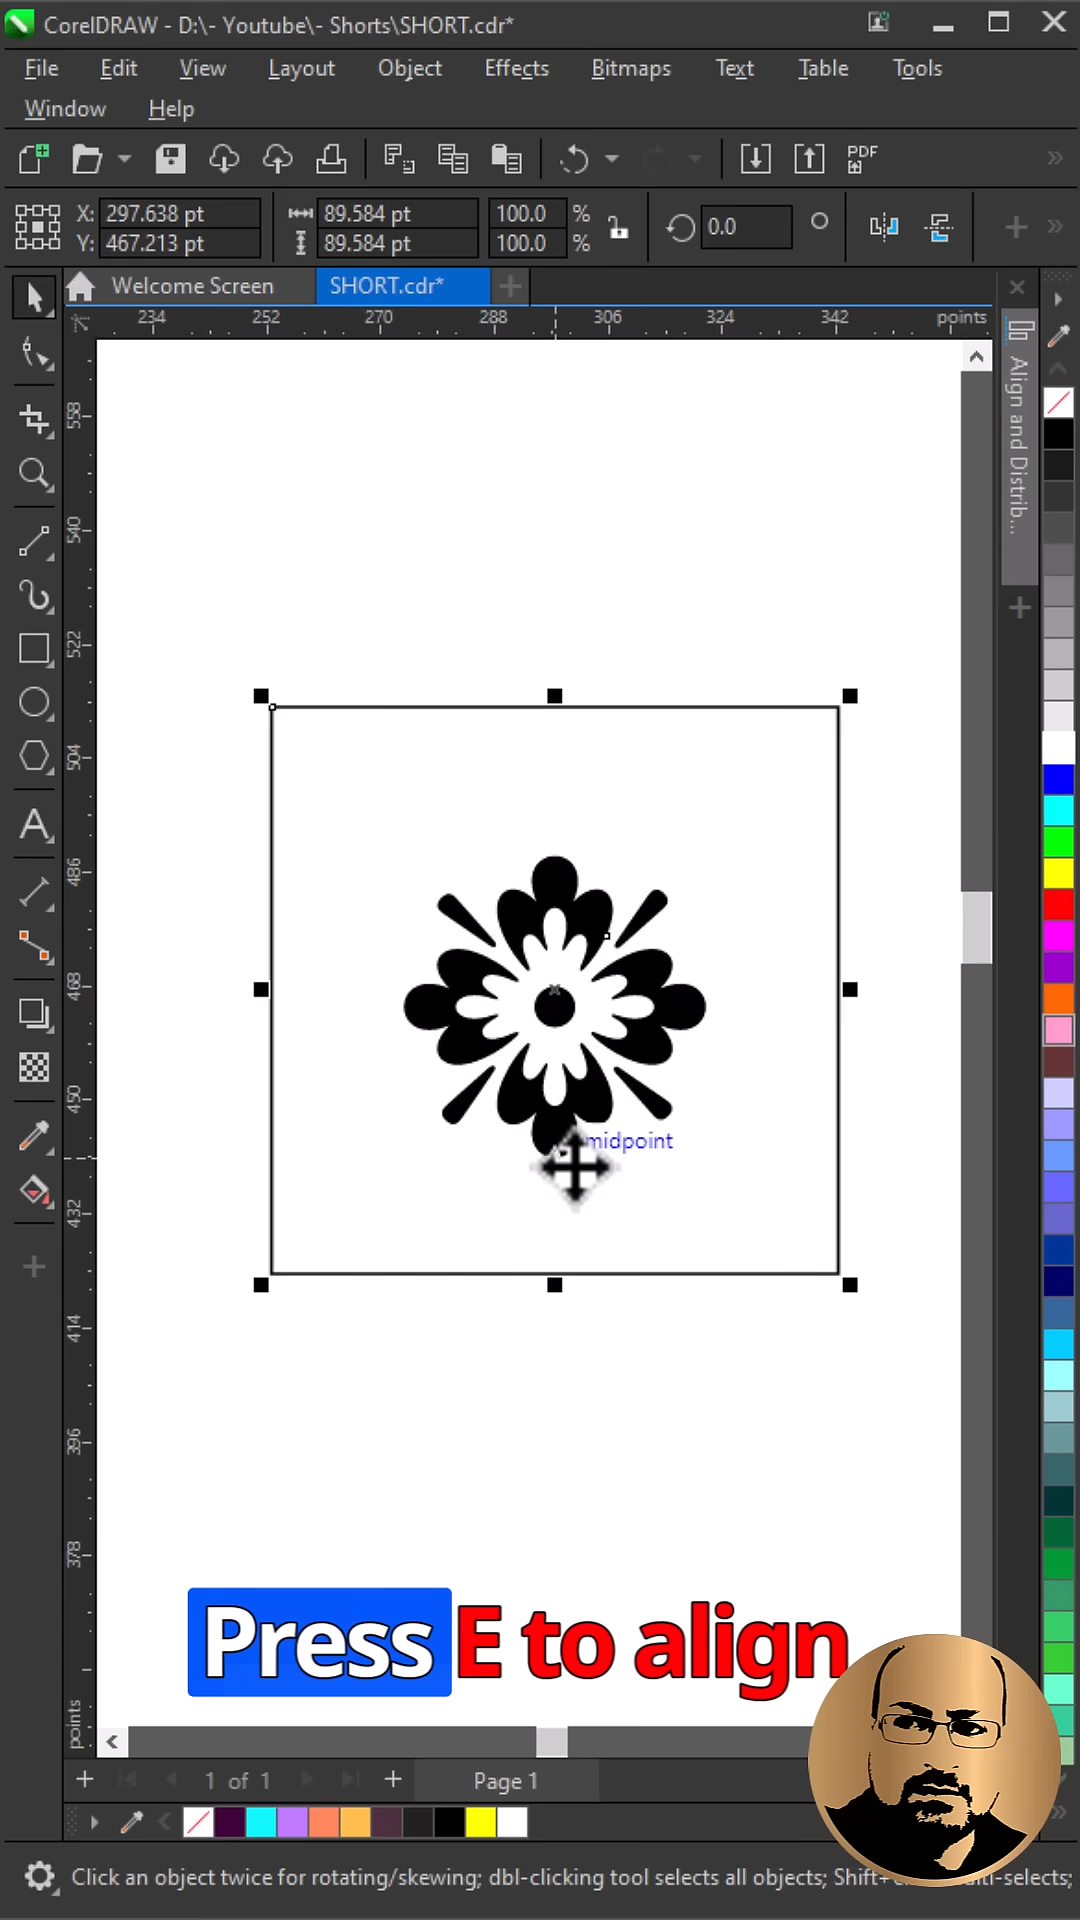 CorelDRAW - D:\- Youtube\- Shorts\SHORT.cdr*
File Edit View Layout Object Effects Bitmaps Text Table Tools
Window Help
PDF
X: 297.638 pt 89.584 pt 100.0 % 0.0
Y: 467.213 pt 89.584 pt 100.0 %
Welcome Screen SHORT.cdr*
234 252 270 288 306 324 342 points
Align and Distrib...
558
540
522
504
486
468
450
432
414
396
378
points
midpoint
Press E to align
1 of 1 Page 1
Click an object twice for rotating/skewing; dbl-clicking tool selects all objects; Shift+